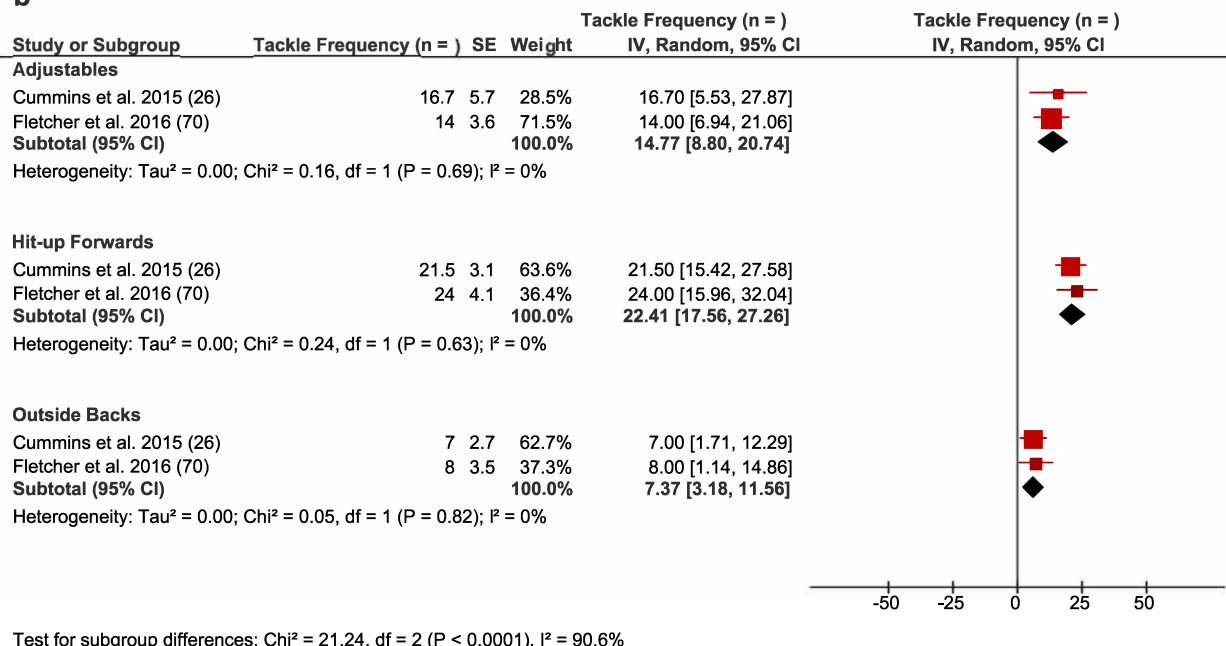 Tackle Frequency (n = ) Tackle Frequency (n = )
Study or Subgroup Tackle Frequency (n = ) SE Weight IV, Random, 95% CI IV, Random, 95% CI
Adjustables
Cummins et al. 2015 (26) 16.7 5.7 28.5% 16.70 [5.53, 27.87]
Fletcher et al. 2016 (70) 14 3.6 71.5% 14.00 [6.94, 21.06]
Subtotal (95% CI) 100.0% 14.77 [8.80, 20.74]
Heterogeneity: Tau² = 0.00; Chi² = 0.16, df = 1 (P = 0.69); I² = 0%
Hit-up Forwards
Cummins et al. 2015 (26) 21.5 3.1 63.6% 21.50 [15.42, 27.58]
Fletcher et al. 2016 (70) 24 4.1 36.4% 24.00 [15.96, 32.04]
Subtotal (95% CI) 100.0% 22.41 [17.56, 27.26]
Heterogeneity: Tau² = 0.00; Chi² = 0.24, df = 1 (P = 0.63); I² = 0%
Outside Backs
Cummins et al. 2015 (26) 7 2.7 62.7% 7.00 [1.71, 12.29]
Fletcher et al. 2016 (70) 8 3.5 37.3% 8.00 [1.14, 14.86]
Subtotal (95% CI) 100.0% 7.37 [3.18, 11.56]
Heterogeneity: Tau² = 0.00; Chi² = 0.05, df = 1 (P = 0.82); I² = 0%
-50 -25 0 25 50
Test for subgroup differences: Chi² = 21.24, df = 2 (P < 0.0001), I² = 90.6%